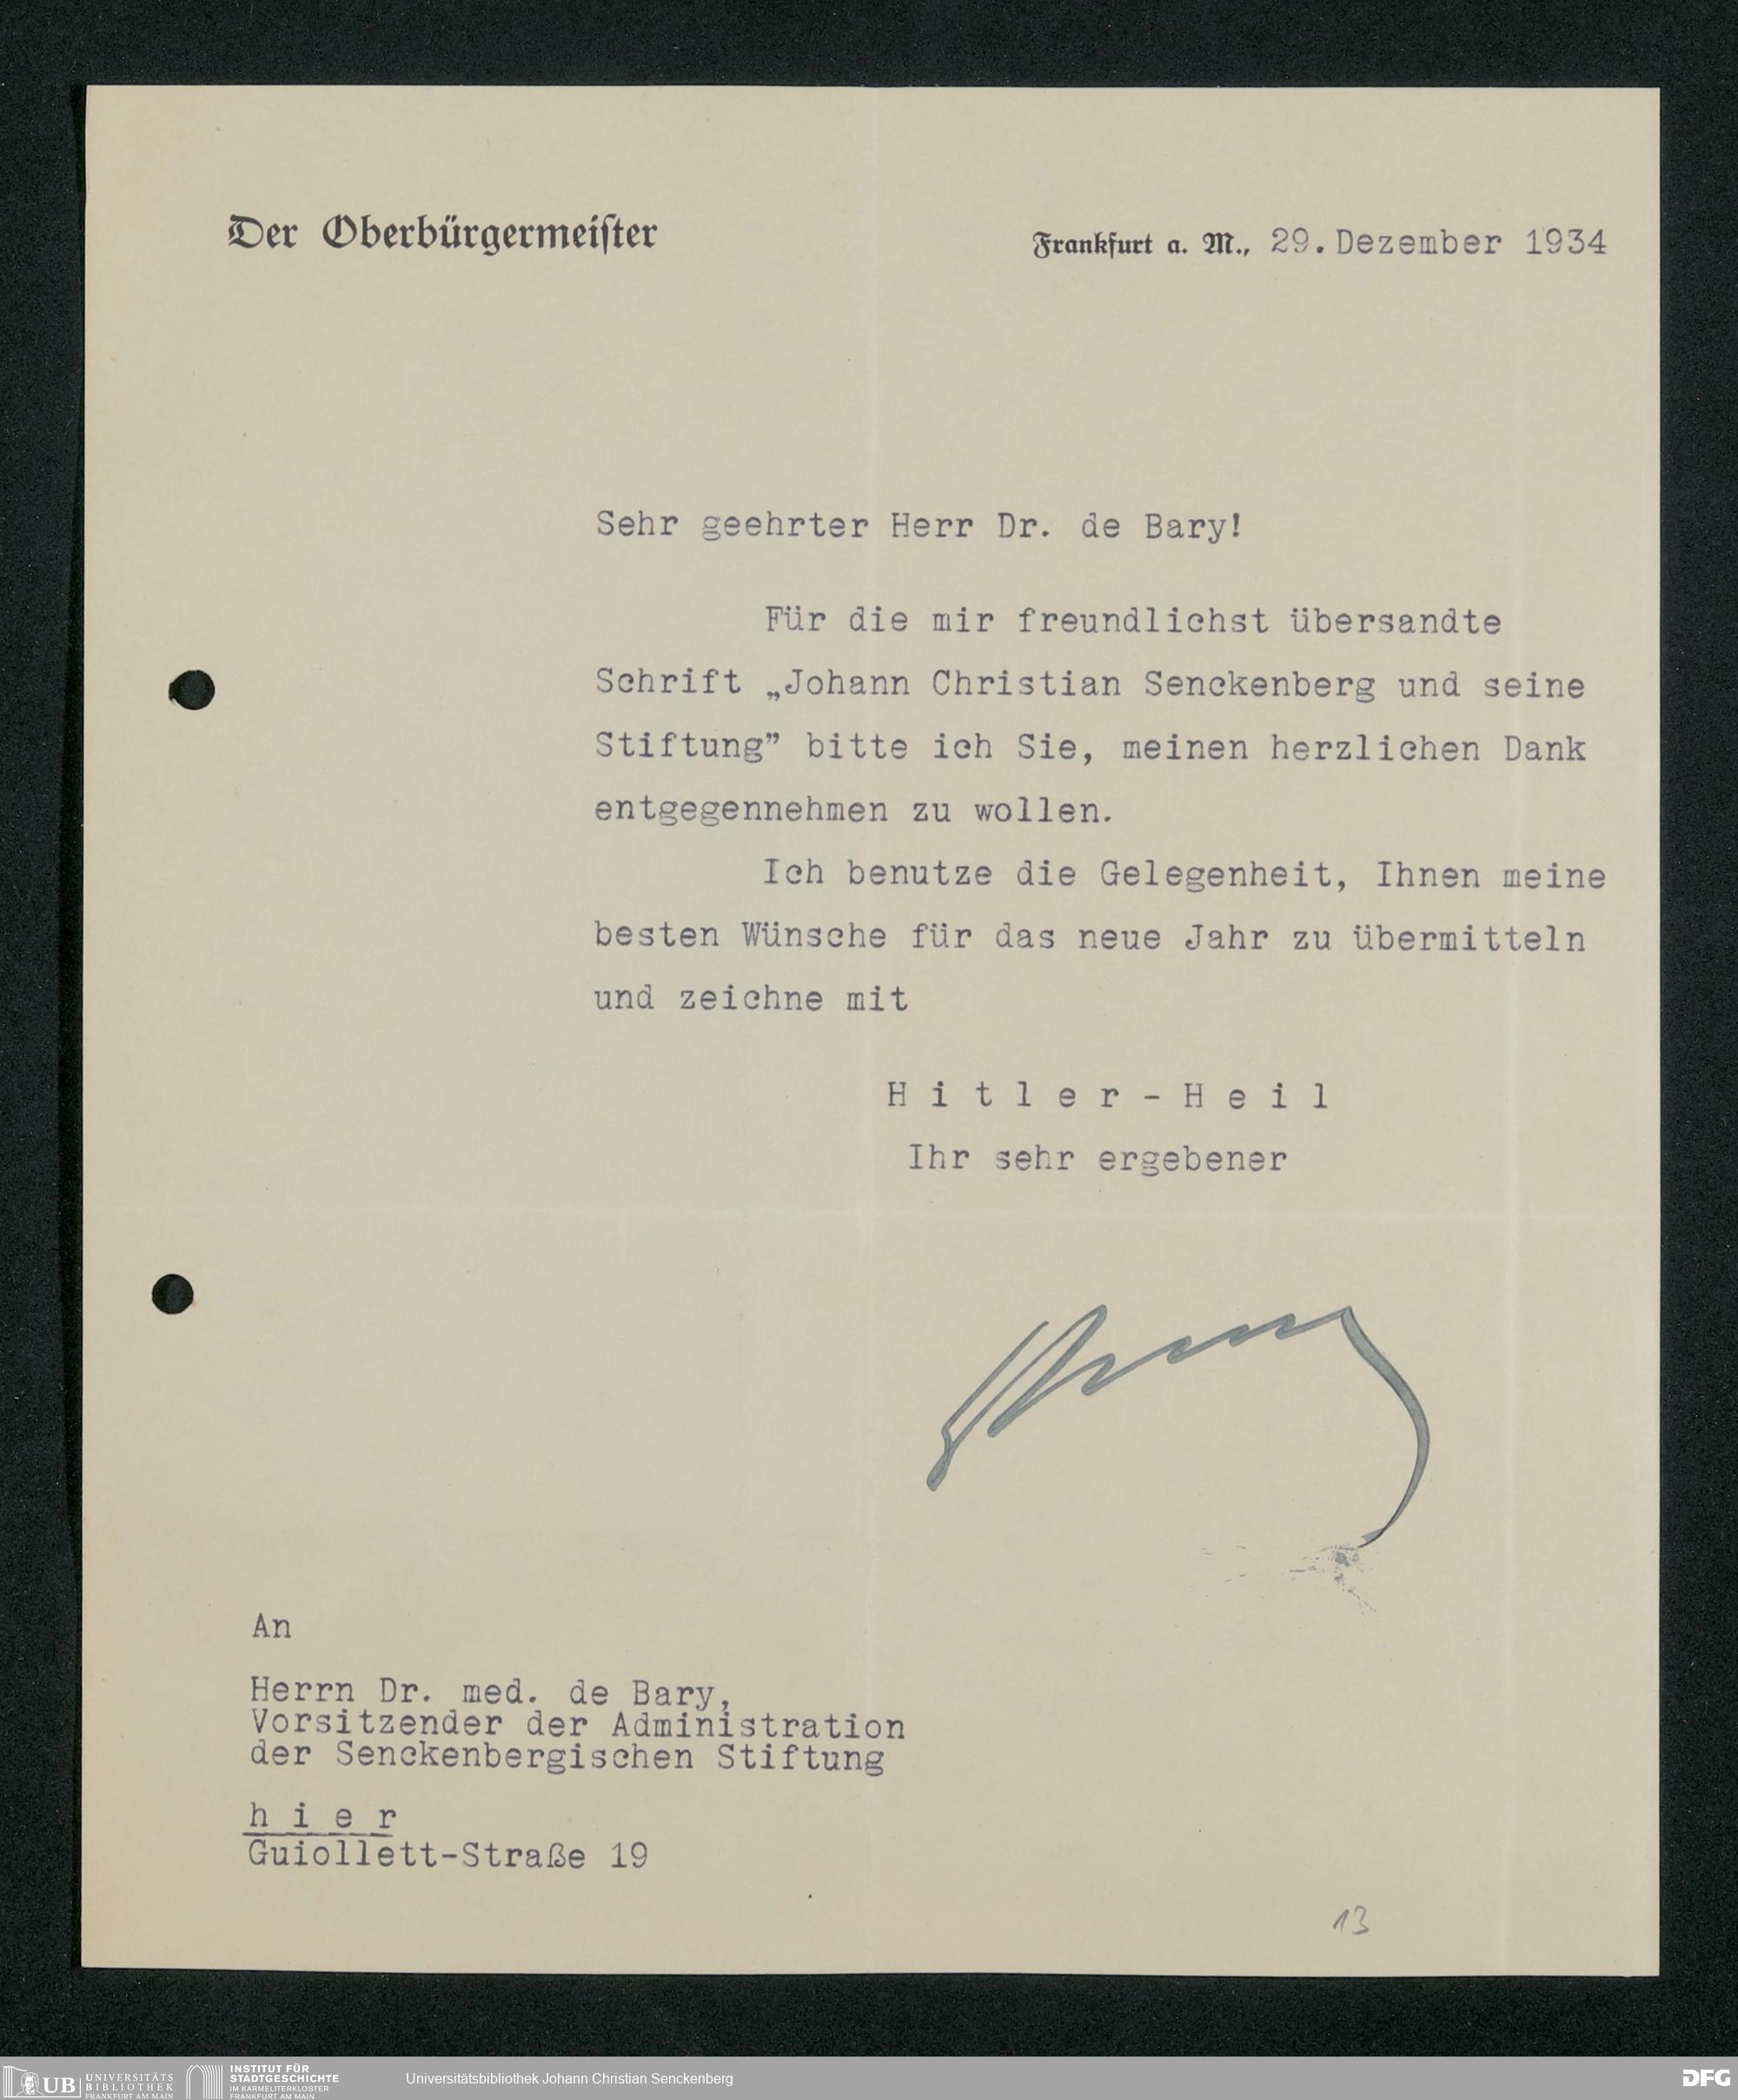 Der Oberbürgermeiſter
Frankfurt a. M., 29. Dezember 1934
Sehr geehrter Herr Dr. de Bary!
Für die mir freundlichst übersandte
Schrift „Johann Christian Senckenberg und seine
Stiftung” bitte ich Sie, meinen herzlichen Dank
entgegennehmen zu wollen.
Ich benutze die Gelegenheit, Ihnen meine
besten Wünsche für das neue Jahr zu übermitteln
und zeichne mit
H i t l e r - H e i l
Ihr sehr ergebener
An
Herrn Dr. med. de Bary,
Vorsitzender der Administration
der Senckenbergischen Stiftung
h i e r
Guiollett-Straße 19
13
UB UNIVERSITÄTS
BIBLIOTHEK
FRANKFURT AM MAIN
INSTITUT FÜR
STADTGESCHICHTE
IM KARMELITERKLOSTER
FRANKFURT AM MAIN
Universitätsbibliothek Johann Christian Senckenberg
DFG